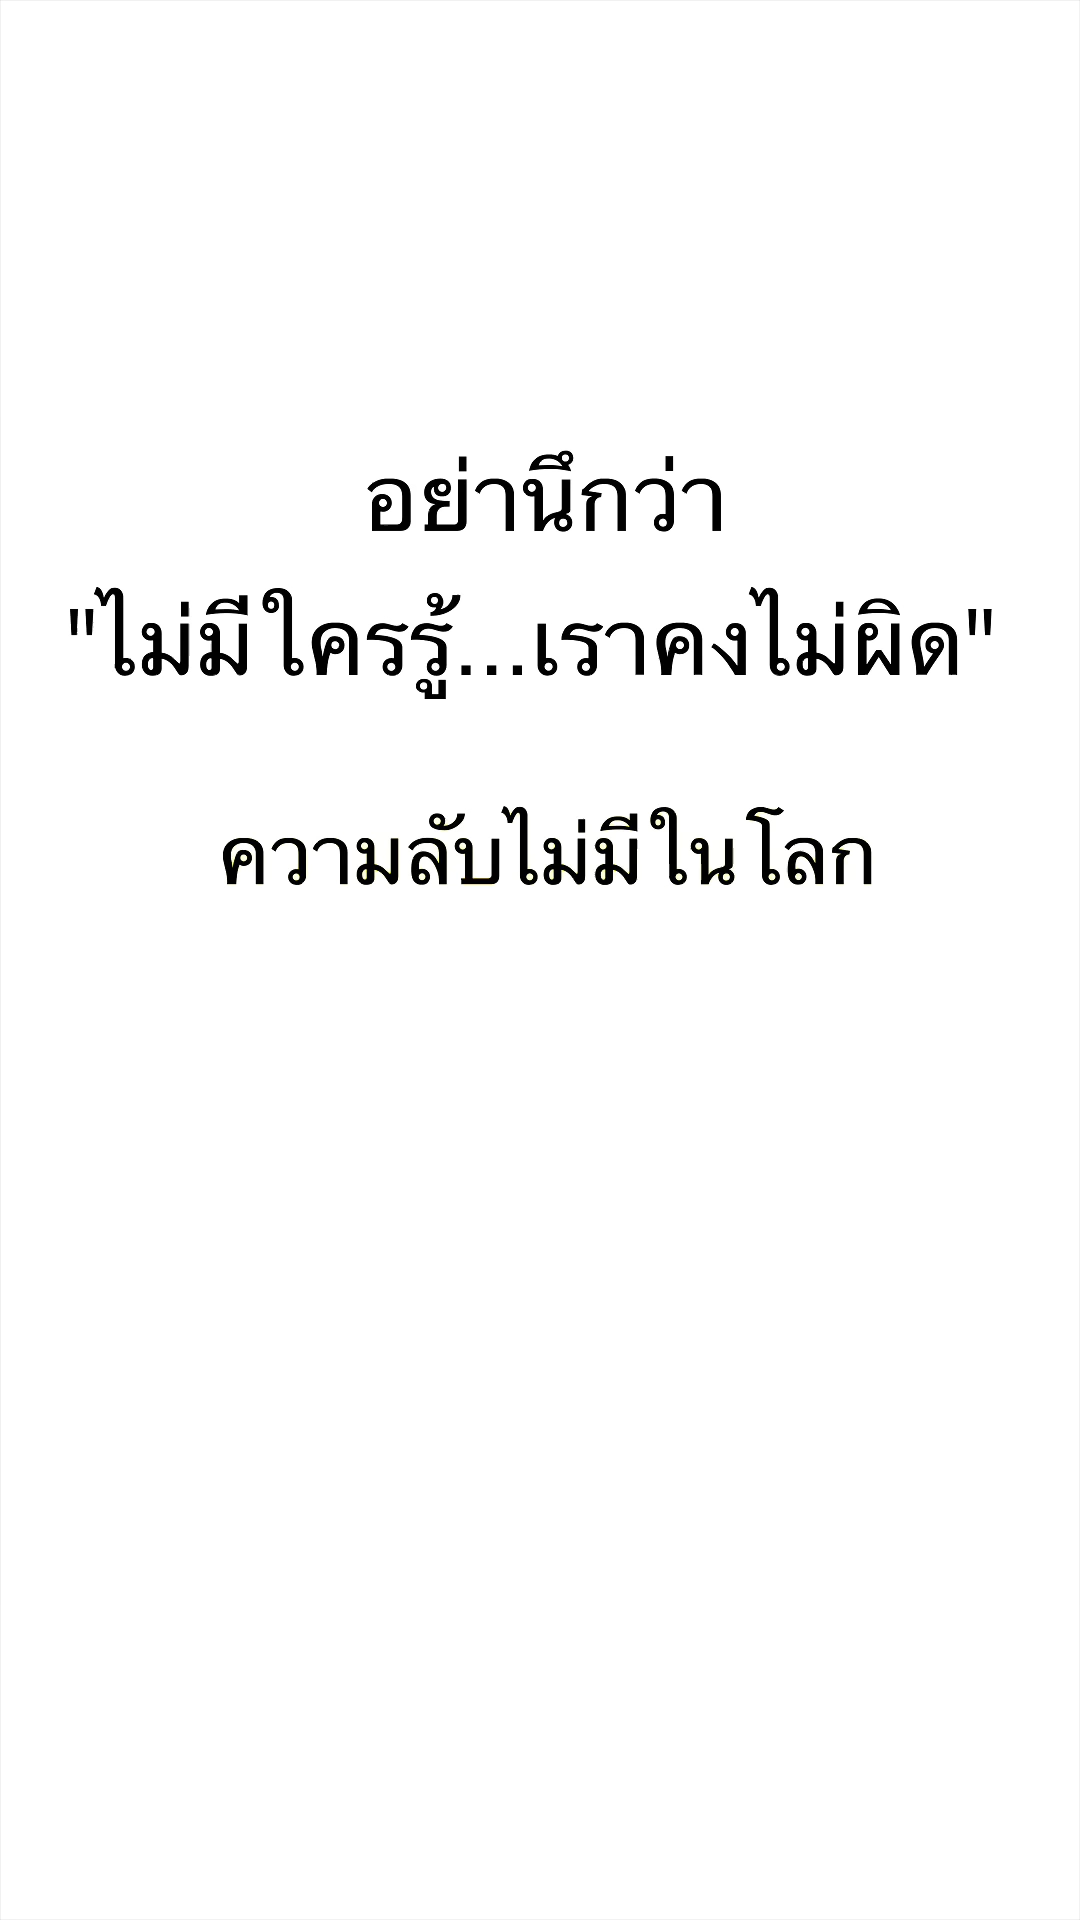 อย่านึกว่า
"ไม่มีใครรู้...เราคงไม่ผิด"
ความลับไม่มีในโลก